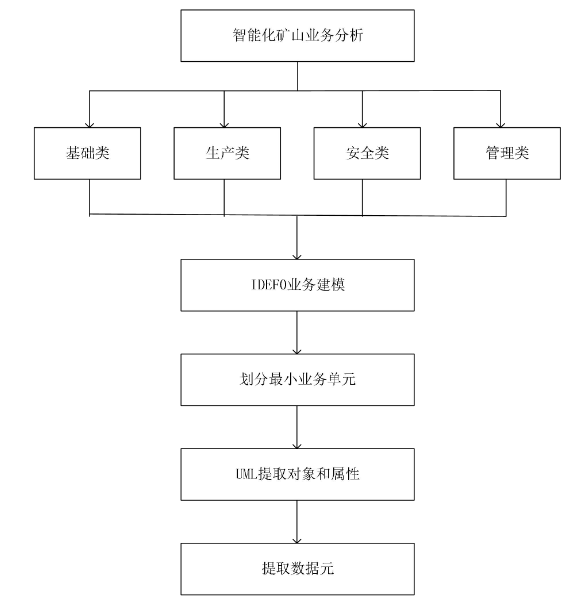 智能化矿山业务分析
基础类
生产类
安全类
管理类
IDEF0业务建模
划分最小业务单元
UML提取对象和属性
提取数据元